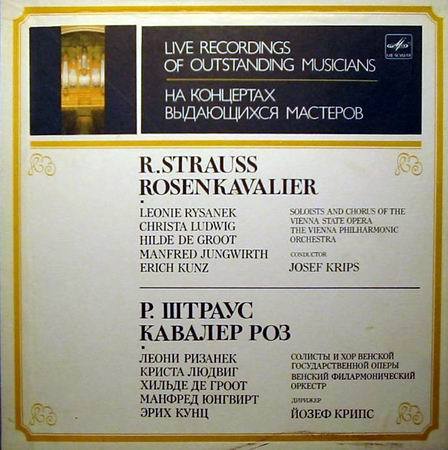 LIVE RECORDINGS
OF OUTSTANDING MUSICIANS
НА КОНЦЕРТАХ
ВЫДАЮЩИХСЯ МАСТЕРОВ
R.STRAUSS
ROSENKAVALIER
LEONIE RYSANEK
CHRISTA LUDWIG
HILDE DE GROOT
MANFRED JUNGWIRTH
ERICH KUNZ
SOLOISTS AND CHORUS OF THE
VIENNA STATE OPERA
THE VIENNA PHILHARMONIC
ORCHESTRA
CONDUCTOR
JOSEF KRIPS
Р. ШТРАУС
КАВАЛЕР РОЗ
ЛЕОНИ РИЗАНЕК
КРИСТА ЛЮДВИГ
ХИЛЬДЕ ДЕ ГРООТ
МАНФРЕД ЮНГВИРТ
ЭРИХ КУНЦ
СОЛИСТЫ И ХОР ВЕНСКОЙ
ГОСУДАРСТВЕННОЙ ОПЕРЫ
ВЕНСКИЙ ФИЛАРМОНИЧЕСКИЙ
ОРКЕСТР
ДИРИЖЕР
ЙОЗЕФ КРИПС